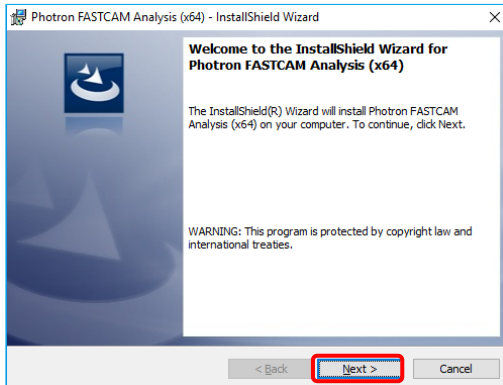 Photron FASTCAM Analysis (x64) - InstallShield Wizard
Welcome to the InstallShield Wizard for
Photron FASTCAM Analysis (x64)
The InstallShield(R) Wizard will install Photron FASTCAM
Analysis (x64) on your computer. To continue, click Next.
WARNING: This program is protected by copyright law and
international treaties.
< Back Next > Cancel